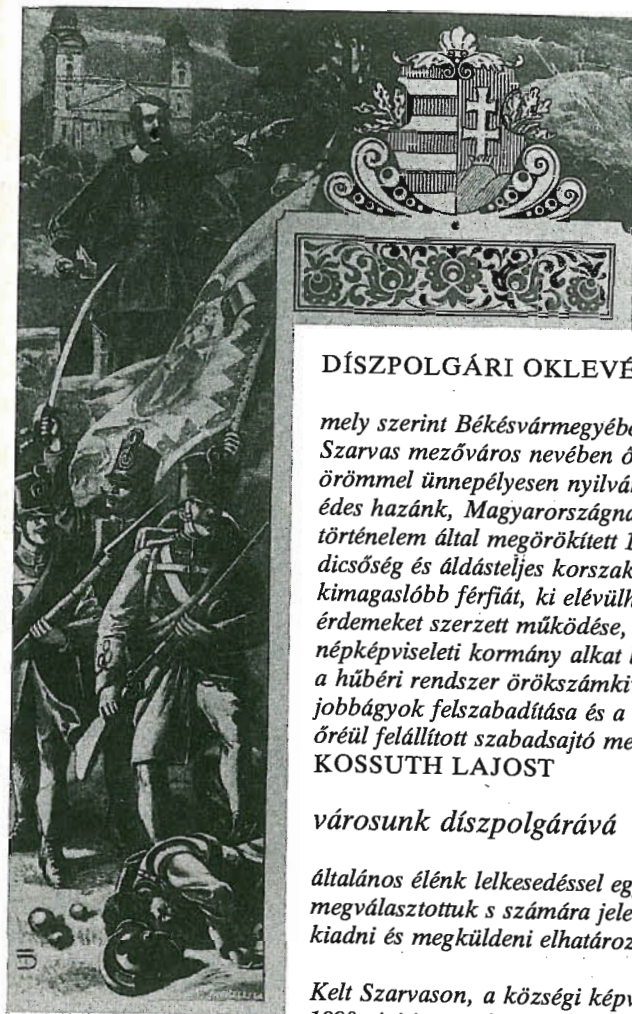 DÍSZPOLGÁRI OKLEVÉ
mely szerint Békésvármegyébe
Szarvas mezőváros nevében ő
örömmel ünnepélyesen nyilvá
édes hazánk, Magyarországna
történelem által megörökített
dicsőség és áldásteljes korszak
kimagaslóbb férfiát, ki elévülh
érdemeket szerzett működése,
népképviseleti kormány alkat
a hűbéri rendszer örökszámki
jobbágyok felszabadítása és a
őréül felállított szabadsajtó me
KOSSUTH LAJOST
városunk díszpolgárává
általános élénk lelkesedéssel eg
megválasztottuk s számára jele
kiadni és megküldeni elhatároz
Kelt Szarvason, a községi képv